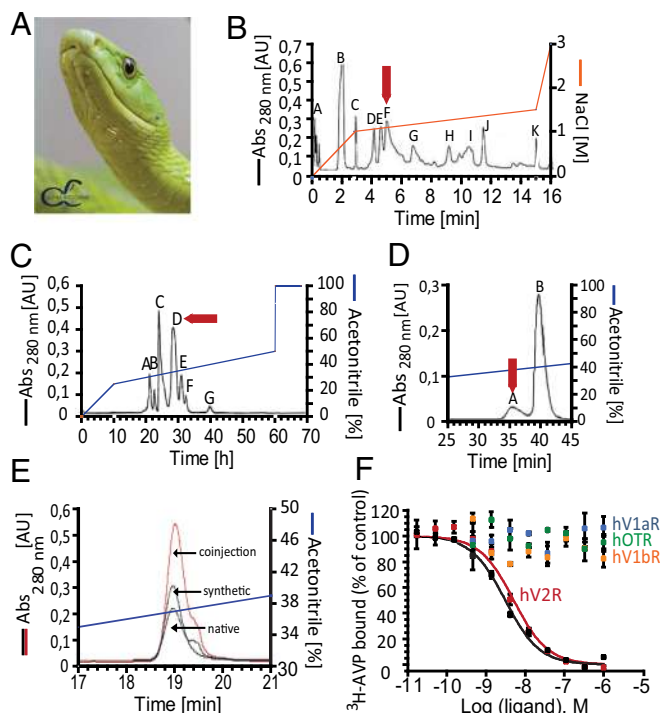 A
B
Abs 280 nm [AU]
0,7
0,6
0,5
0,4
0,3
0,2
0,1
0
A
B
C
D
E
F
G
H
I
J
K
3
2
1
0
NaCl [M]
0 2 4 6 8 10 12 14 16
Time [min]
C
Abs 280 nm [AU]
0,6
0,5
0,4
0,3
0,2
0,1
0
A
B
C
D
E
F
G
100
80
60
40
20
0
Acetonitrile [%]
0 10 20 30 40 50 60 70
Time [h]
D
Abs 280 nm [AU]
0,3
0,2
0,1
0
A
B
100
80
60
40
20
0
Acetonitrile [%]
25 30 35 40 45
Time [min]
E
Abs 280 nm [AU]
0,6
0,5
0,4
0,3
0,2
0,1
0
coinjection
synthetic
native
50
46
42
38
34
30
Acetonitrile [%]
17 19 21
Time [min]
F
³H-AVP bound (% of control)
120
100
80
60
40
20
0
hV1aR
hOTR
hV1bR
hV2R
-11 -10 -9 -8 -7 -6 -5
Log (ligand), M